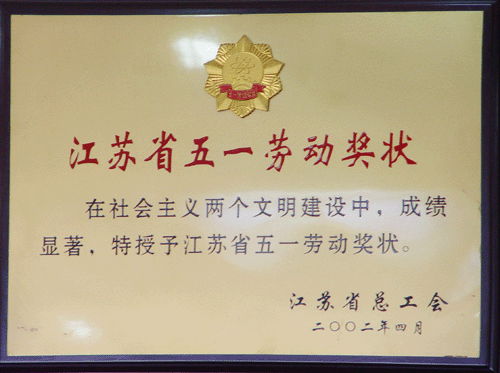 江苏省五一劳动奖状
在社会主义两个文明建设中，成绩
显著，特授予江苏省五一劳动奖状。
江苏省总工会
二〇〇二年四月